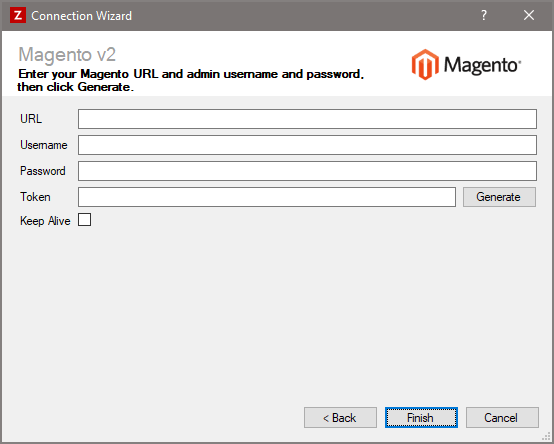 Z Connection Wizard ?
Magento v2
Enter your Magento URL and admin username and password,
then click Generate.
Magento®
URL
Username
Password
Token Generate
Keep Alive
< Back Finish Cancel